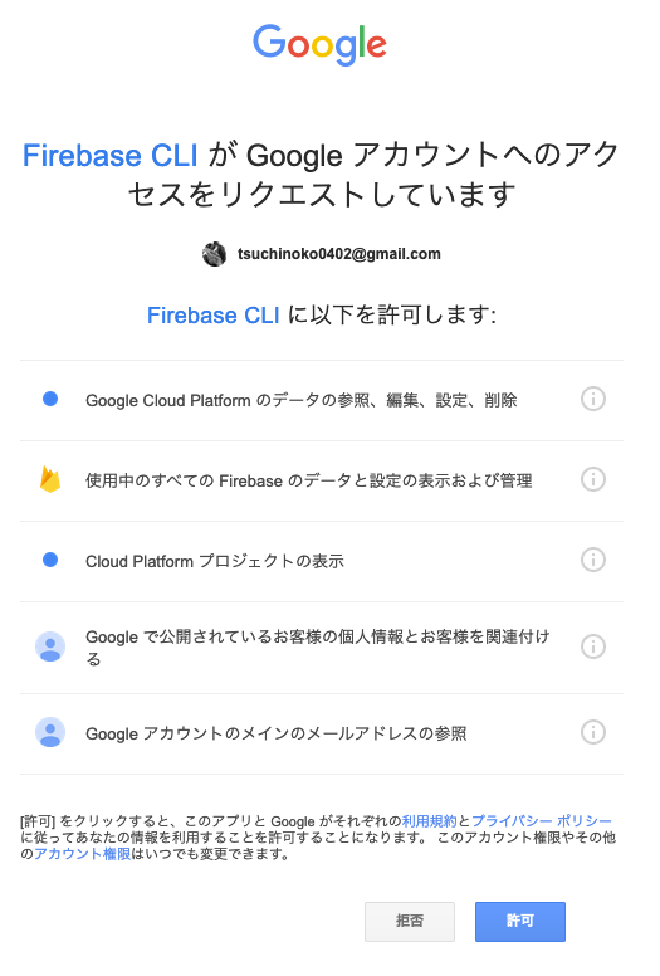 Google
Firebase CLI が Google アカウントへのアク
セスをリクエストしています
tsuchinoko0402@gmail.com
Firebase CLI に以下を許可します:
Google Cloud Platform のデータの参照、編集、設定、削除
使用中のすべての Firebase のデータと設定の表示および管理
Cloud Platform プロジェクトの表示
Google で公開されているお客様の個人情報とお客様を関連付け
る
Google アカウントのメインのメールアドレスの参照
[許可] をクリックすると、このアプリと Google がそれぞれの利用規約とプライバシー ポリシー
に従ってあなたの情報を利用することを許可することになります。 このアカウント権限やその他
のアカウント権限はいつでも変更できます。
拒否
許可